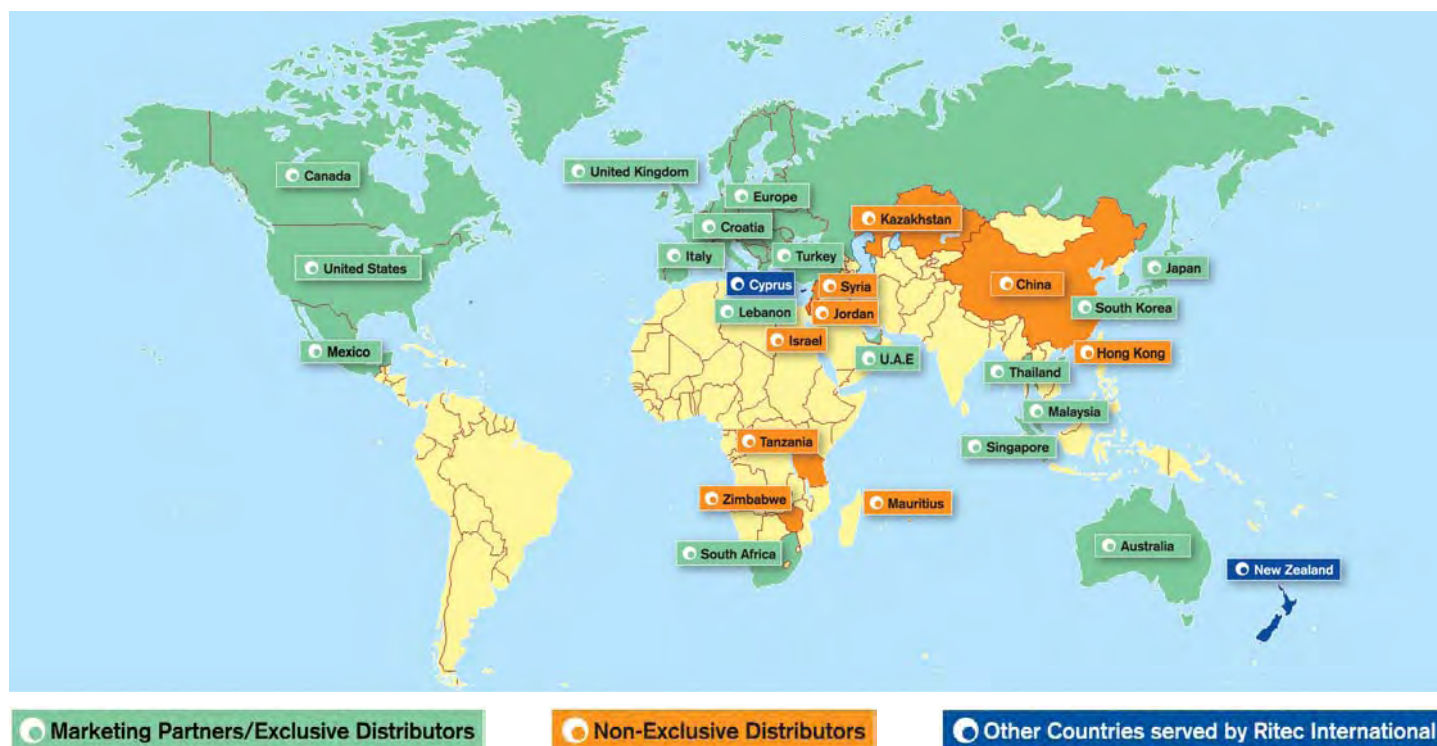 United Kingdom
Canada
Europe
Kazakhstan
Croatia
Italy
Turkey
Japan
United States
Cyprus
Syria
China
South Korea
Lebanon
Jordan
Israel
Mexico
U.A.E
Hong Kong
Thailand
Malaysia
Tanzania
Singapore
Zimbabwe
Mauritius
South Africa
Australia
New Zealand
Marketing Partners/Exclusive Distributors
Non-Exclusive Distributors
Other Countries served by Ritec International